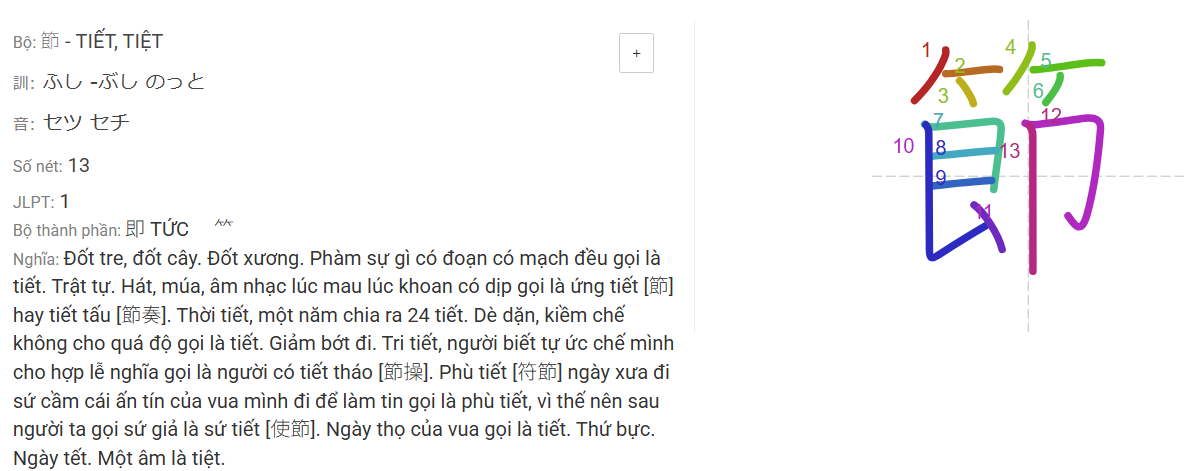 Bộ: 節 - TIẾT, TIỆT
+
訓: ふし -ぶし のっと
音: セツ セチ
Số nét: 13
JLPT: 1
Bộ thành phần: 即 TỨC ⺮
Nghĩa: Đốt tre, đốt cây. Đốt xương. Phàm sự gì có đoạn có mạch đều gọi là
tiết. Trật tự. Hát, múa, âm nhạc lúc mau lúc khoan có dịp gọi là ứng tiết [節]
hay tiết tấu [節奏]. Thời tiết, một năm chia ra 24 tiết. Dè dặn, kiềm chế
không cho quá độ gọi là tiết. Giảm bớt đi. Tri tiết, người biết tự ức chế mình
cho hợp lễ nghĩa gọi là người có tiết tháo [節操]. Phù tiết [符節] ngày xưa đi
sứ cầm cái ấn tín của vua mình đi để làm tin gọi là phù tiết, vì thế nên sau
người ta gọi sứ giả là sứ tiết [使節]. Ngày thọ của vua gọi là tiết. Thứ bực.
Ngày tết. Một âm là tiệt.
節
1 2 3 4 5 6 7 8 9 10 11 12 13